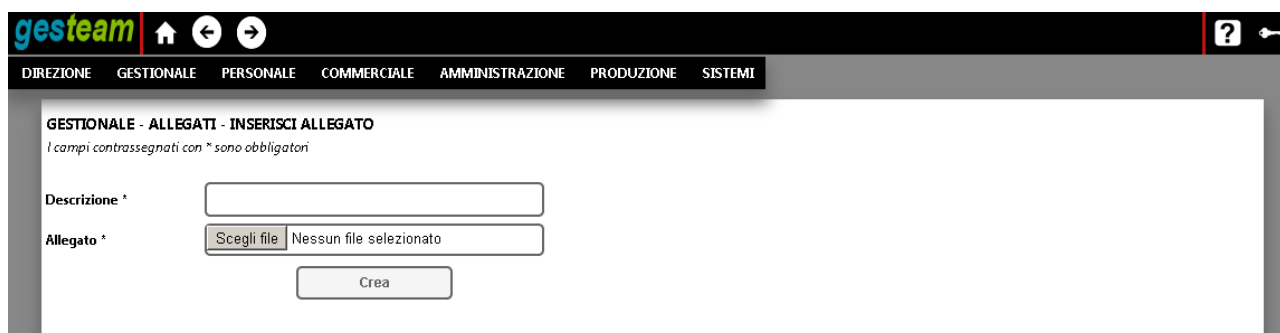 gesteam ?
DIREZIONE GESTIONALE PERSONALE COMMERCIALE AMMINISTRAZIONE PRODUZIONE SISTEMI
GESTIONALE - ALLEGATI - INSERISCI ALLEGATO
I campi contrassegnati con * sono obbligatori
Descrizione *
Allegato * Scegli file Nessun file selezionato
Crea